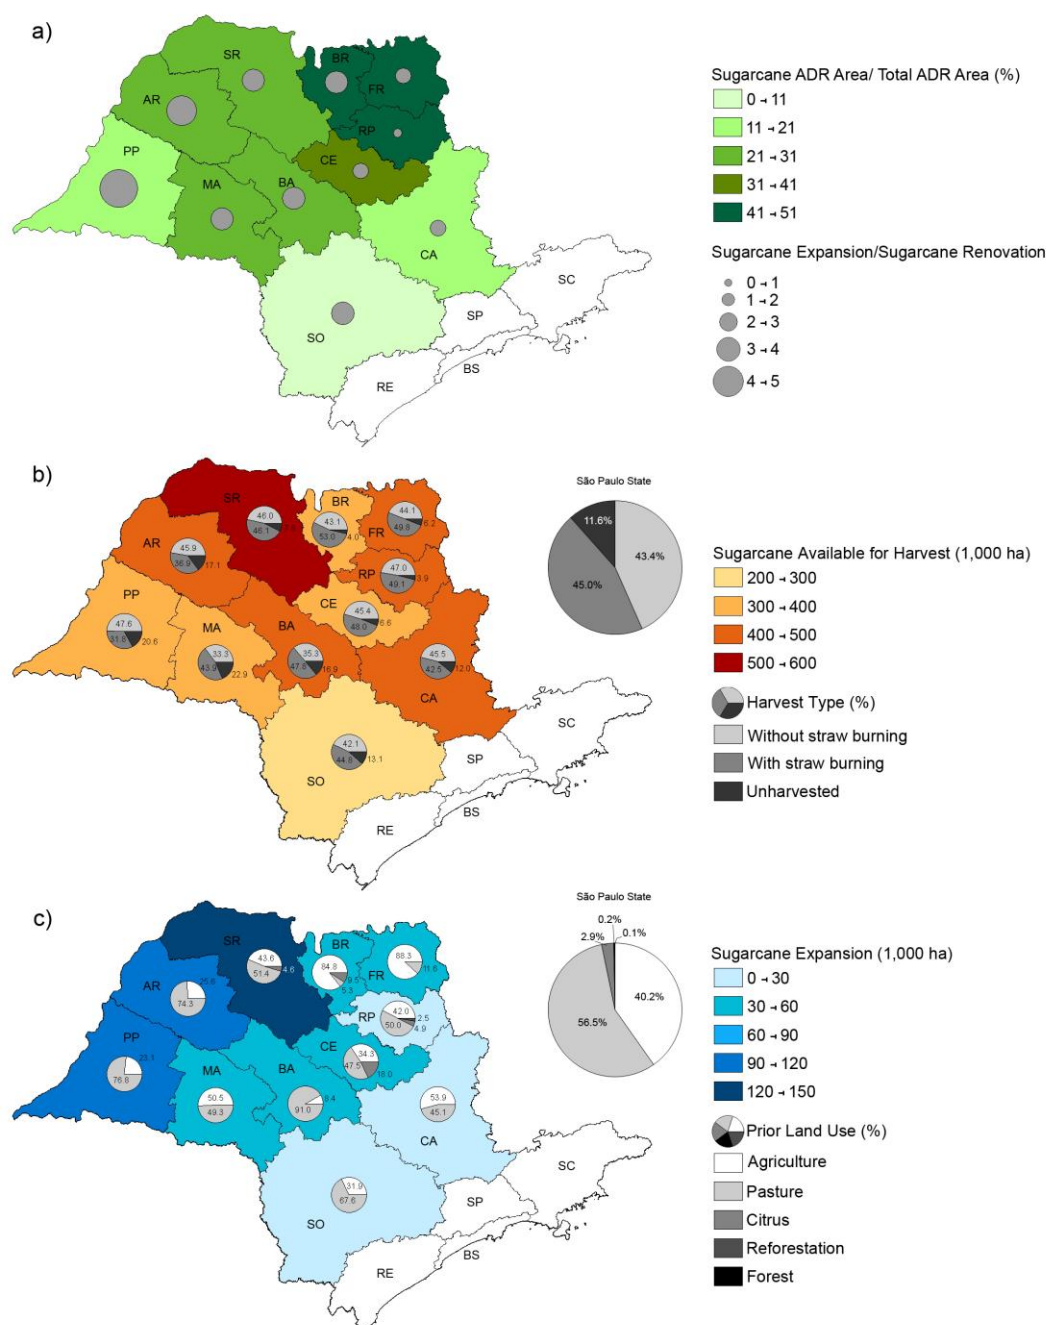 a)
SR
BR
FR
AR
RP
CE
PP
MA
BA
CA
SC
SO
SP
BS
RE
Sugarcane ADR Area/ Total ADR Area (%)
0 ⊣ 11
11 ⊣ 21
21 ⊣ 31
31 ⊣ 41
41 ⊣ 51
Sugarcane Expansion/Sugarcane Renovation
0 ⊣ 1
1 ⊣ 2
2 ⊣ 3
3 ⊣ 4
4 ⊣ 5
b)
SR
46.0
46.1
BR
43.1
53.0
4.0
FR
44.1
49.8
6.2
AR
45.9
36.9
17.1
RP
47.0
49.1
3.9
CE
45.4
48.0
6.6
PP
47.6
31.8
20.6
MA
33.3
43.9
22.9
BA
35.3
47.8
16.9
CA
45.5
42.5
12.0
SO
42.1
44.8
13.1
SC
SP
BS
RE
São Paulo State
11.6%
43.4%
45.0%
Sugarcane Available for Harvest (1,000 ha)
200 ⊣ 300
300 ⊣ 400
400 ⊣ 500
500 ⊣ 600
Harvest Type (%)
Without straw burning
With straw burning
Unharvested
c)
SR
43.6
51.4
4.6
BR
84.8
9.5
5.3
FR
88.3
11.6
AR
25.6
74.3
RP
42.0
50.0
2.5
4.9
CE
34.3
47.5
18.0
PP
23.1
76.8
MA
50.5
49.3
BA
8.4
91.0
CA
53.9
45.1
SO
31.9
67.6
SC
SP
BS
RE
São Paulo State
0.2%
2.9%
0.1%
40.2%
56.5%
Sugarcane Expansion (1,000 ha)
0 ⊣ 30
30 ⊣ 60
60 ⊣ 90
90 ⊣ 120
120 ⊣ 150
Prior Land Use (%)
Agriculture
Pasture
Citrus
Reforestation
Forest